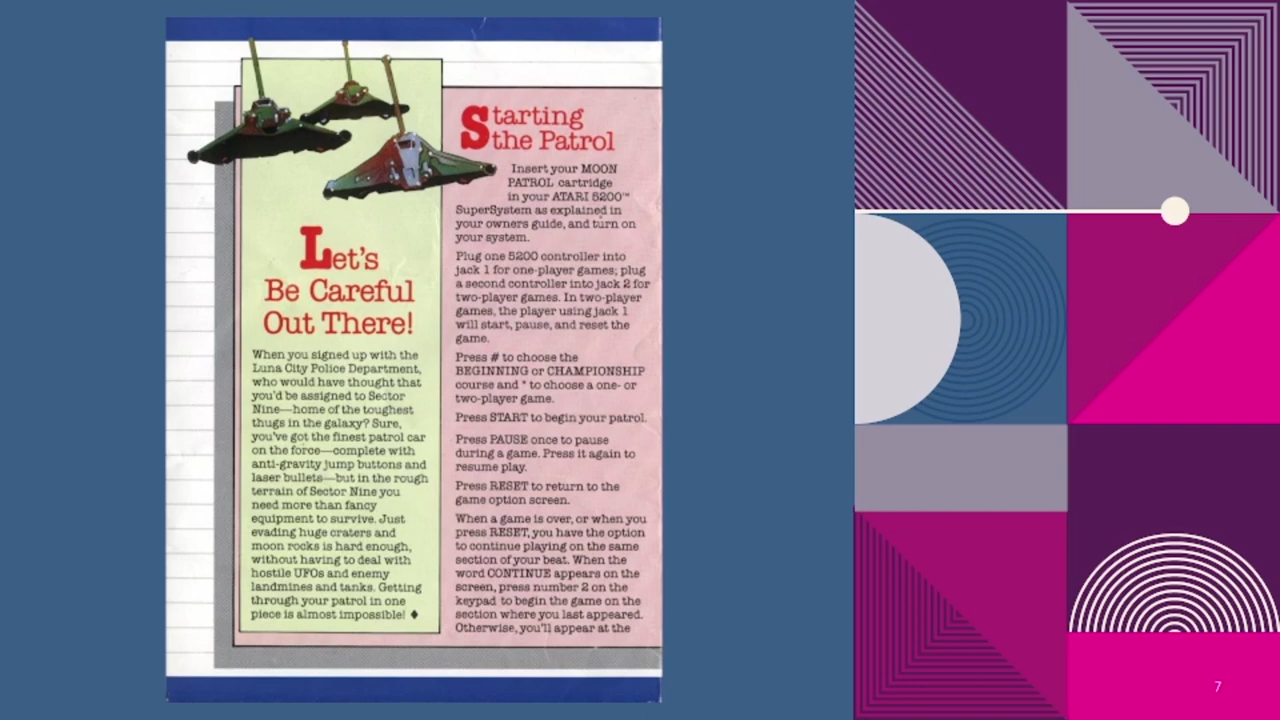 Let's
Be Careful
Out There!
When you signed up with the
Luna City Police Department,
who would have thought that
you'd be assigned to Sector
Nine—home of the toughest
thugs in the galaxy? Sure,
you've got the finest patrol car
on the force—complete with
anti-gravity jump buttons and
laser bullets—but in the rough
terrain of Sector Nine you
need more than fancy
equipment to survive. Just
evading huge craters and
moon rocks is hard enough,
without having to deal with
hostile UFOs and enemy
landmines and tanks. Getting
through your patrol in one
piece is almost impossible! ♦
Starting
the Patrol
Insert your MOON
PATROL cartridge
in your ATARI 5200™
SuperSystem as explained in
your owners guide, and turn on
your system.
Plug one 5200 controller into
jack 1 for one-player games; plug
a second controller into jack 2 for
two-player games. In two-player
games, the player using jack 1
will start, pause, and reset the
game.
Press # to choose the
BEGINNING or CHAMPIONSHIP
course and * to choose a one- or
two-player game.
Press START to begin your patrol.
Press PAUSE once to pause
during a game. Press it again to
resume play.
Press RESET to return to the
game option screen.
When a game is over, or when you
press RESET, you have the option
to continue playing on the same
section of your beat. When the
word CONTINUE appears on the
screen, press number 2 on the
keypad to begin the game on the
section where you last appeared.
Otherwise, you'll appear at the
7